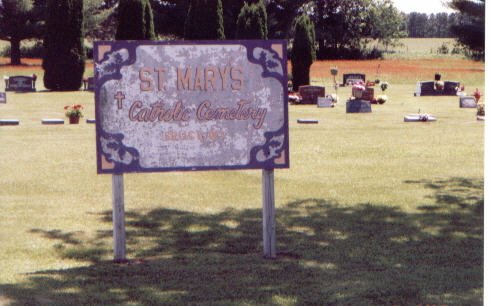 ST. MARYS
Catholic Cemetery